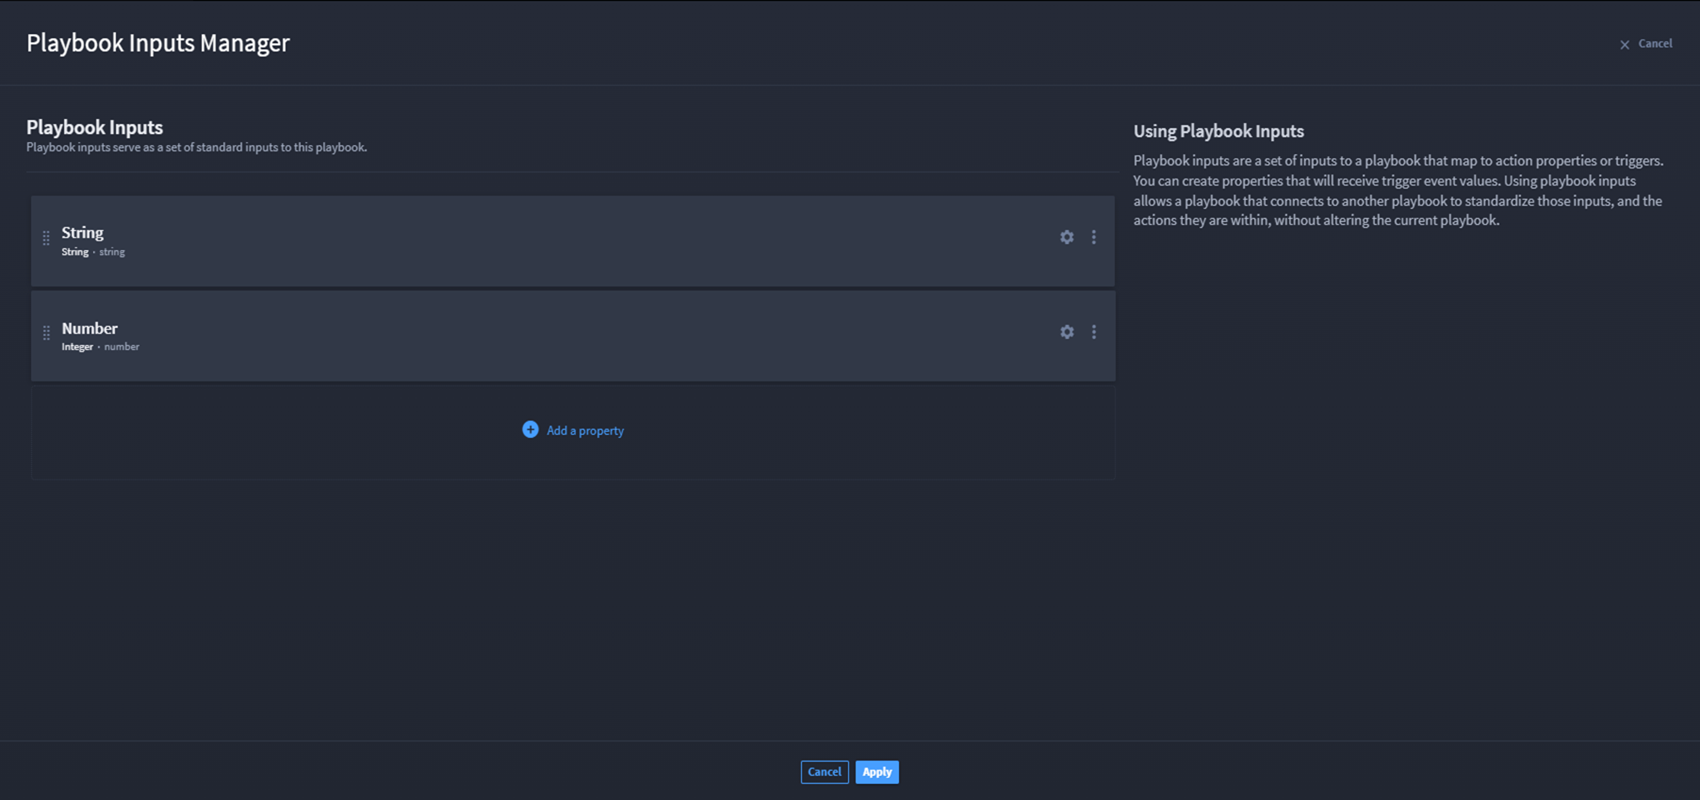 Playbook Inputs Manager
Cancel
Playbook Inputs
Playbook inputs serve as a set of standard inputs to this playbook.
String
String · string
Number
Integer · number
Add a property
Using Playbook Inputs
Playbook inputs are a set of inputs to a playbook that map to action properties or triggers.
You can create properties that will receive trigger event values. Using playbook inputs
allows a playbook that connects to another playbook to standardize those inputs, and the
actions they are within, without altering the current playbook.
Cancel
Apply